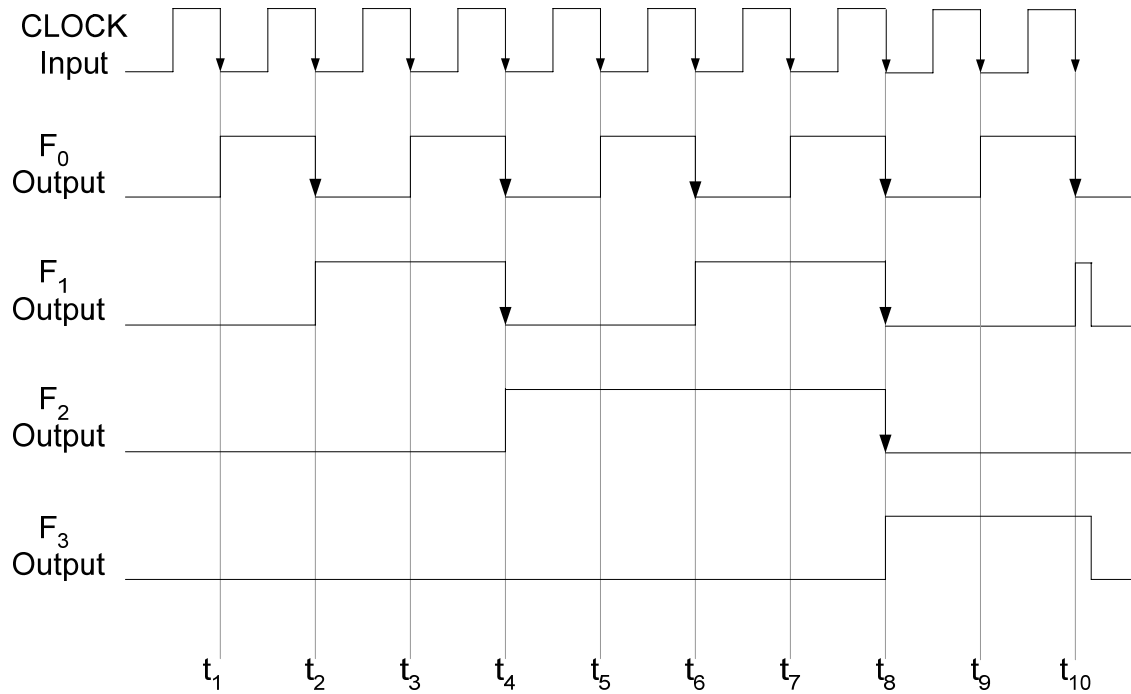 CLOCK
Input
F0
Output
F1
Output
F2
Output
F3
Output
t1 t2 t3 t4 t5 t6 t7 t8 t9 t10